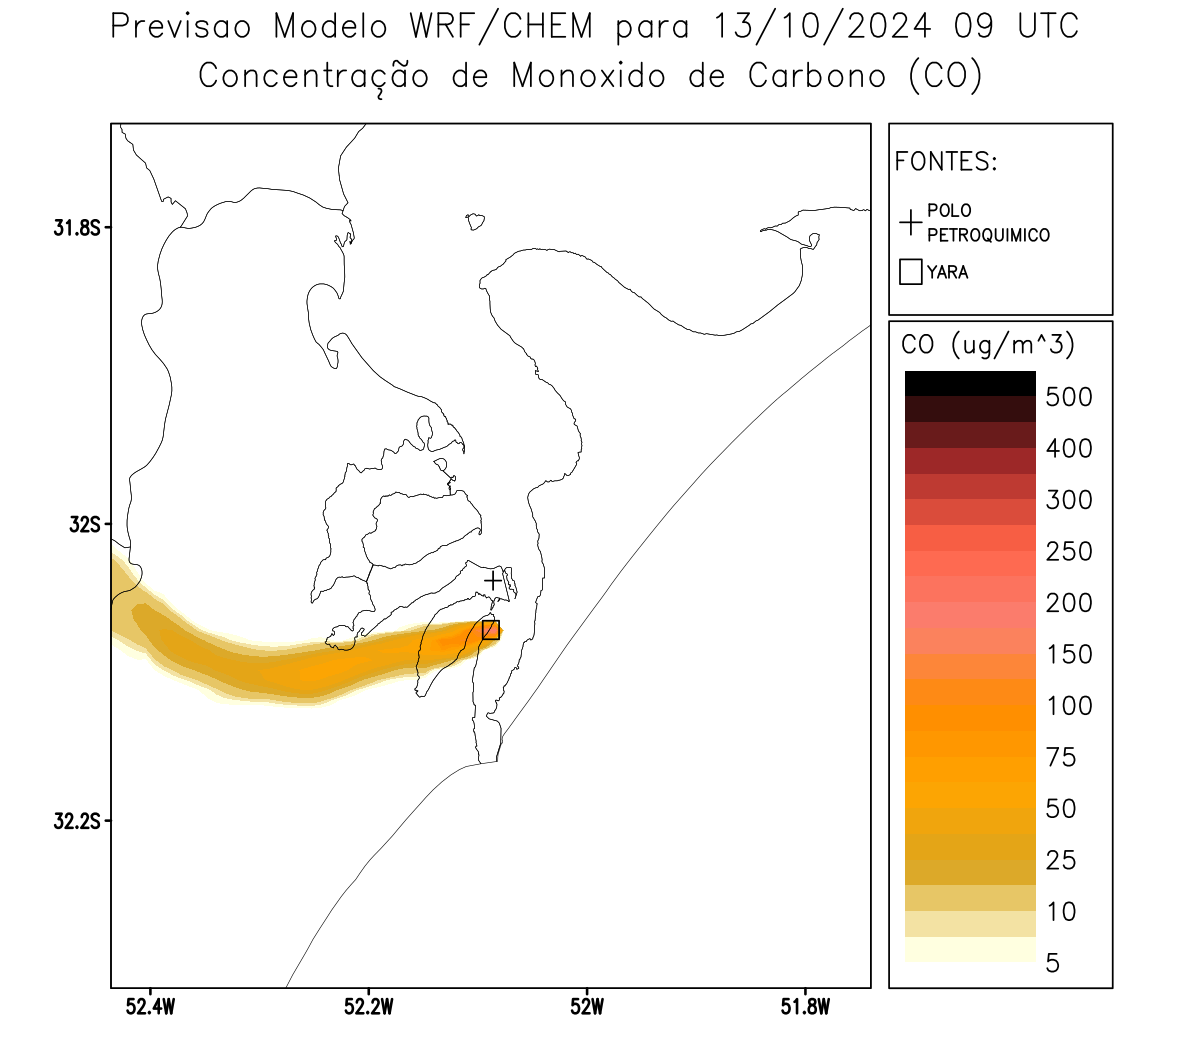 Previsao Modelo WRF/CHEM para 13/10/2024 09 UTC
Concentração de Monoxido de Carbono (CO)
FONTES:
POLO
PETROQUIMICO
YARA
CO (ug/m^3)
500
400
300
250
200
150
100
75
50
25
10
5
31.8S
32S
32.2S
52.4W
52.2W
52W
51.8W